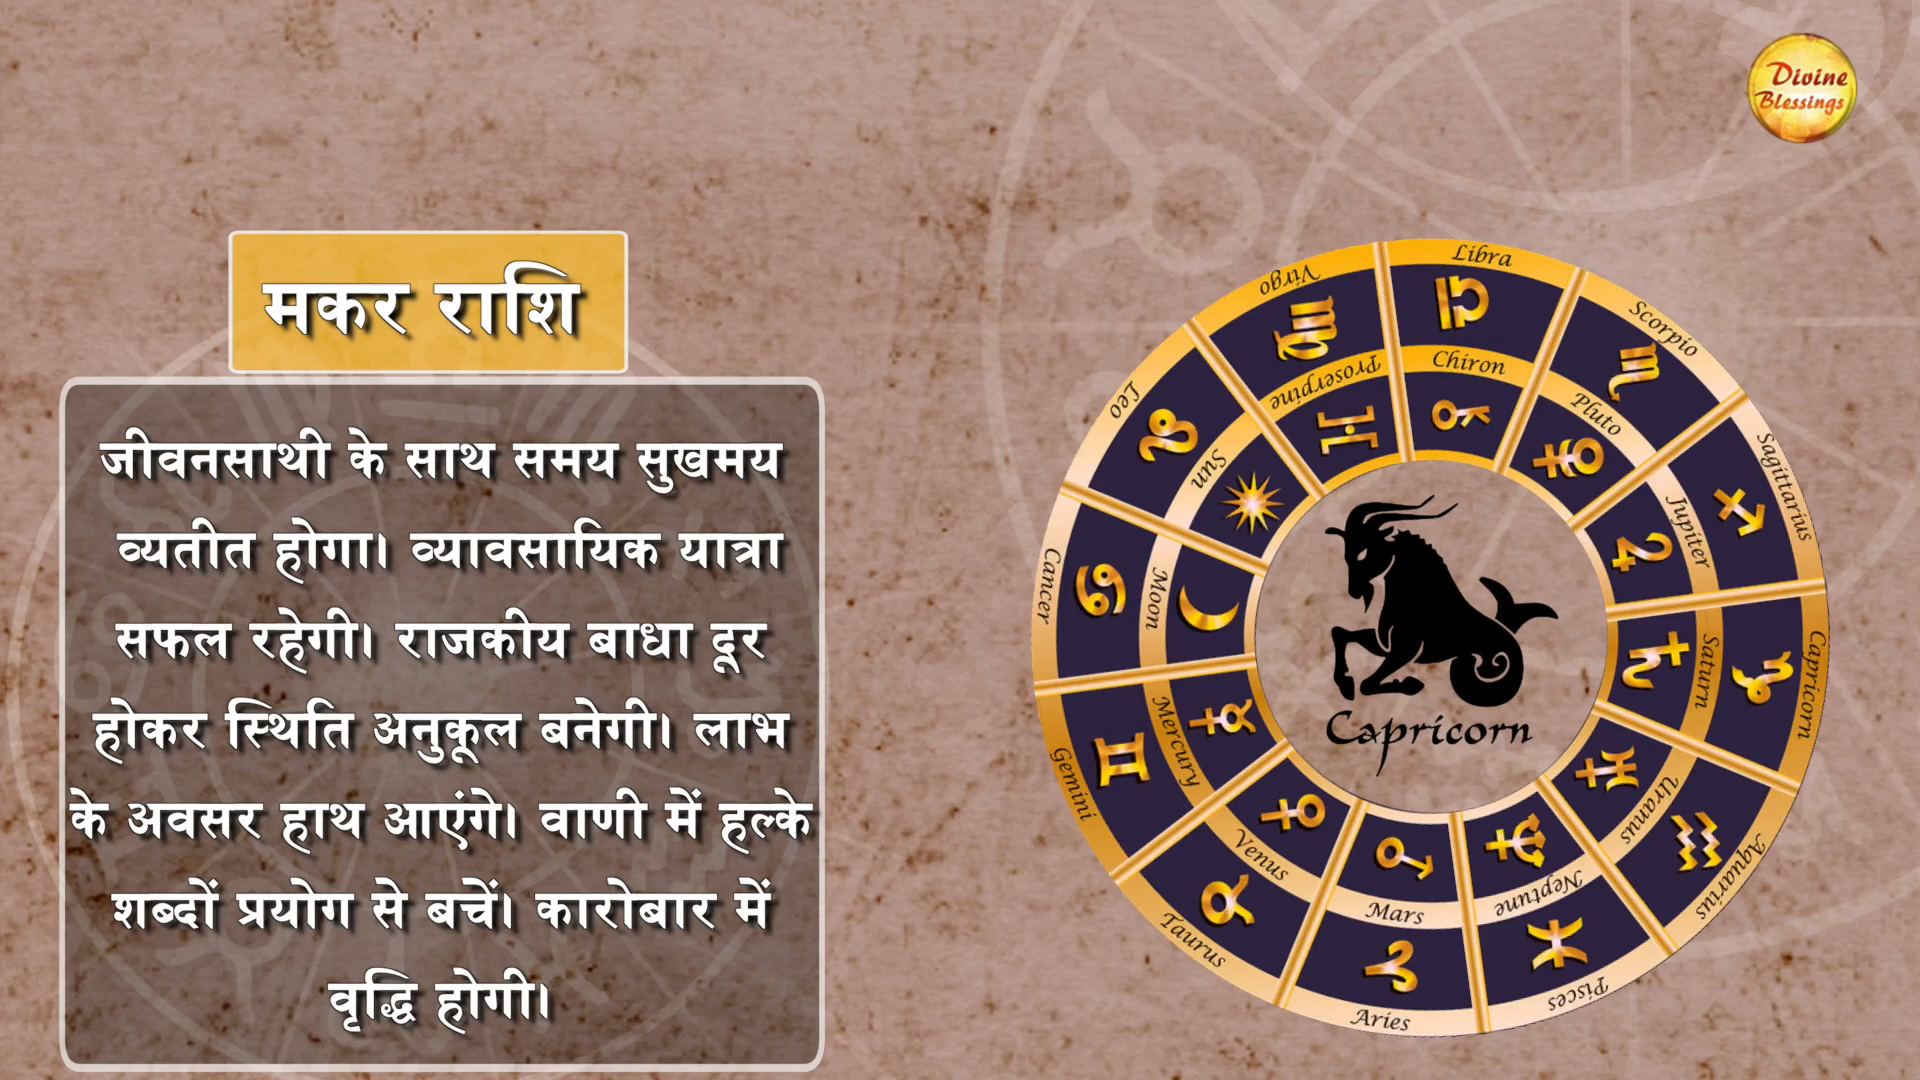 Divine
Blessings
मकर राशि
जीवनसाथी के साथ समय सुखमय
व्यतीत होगा। व्यावसायिक यात्रा
सफल रहेगी। राजकीय बाधा दूर
होकर स्थिति अनुकूल बनेगी। लाभ
के अवसर हाथ आएंगे। वाणी में हल्के
शब्दों प्रयोग से बचें। कारोबार में
वृद्धि होगी।
Libra
Scorpio
Sagittarius
Capricorn
Aquarius
Pisces
Aries
Taurus
Gemini
Cancer
Leo
Virgo
Chiron
Pluto
Jupiter
Saturn
Uranus
Neptune
Mars
Venus
Mercury
Moon
Sun
Proserpine
Capricorn